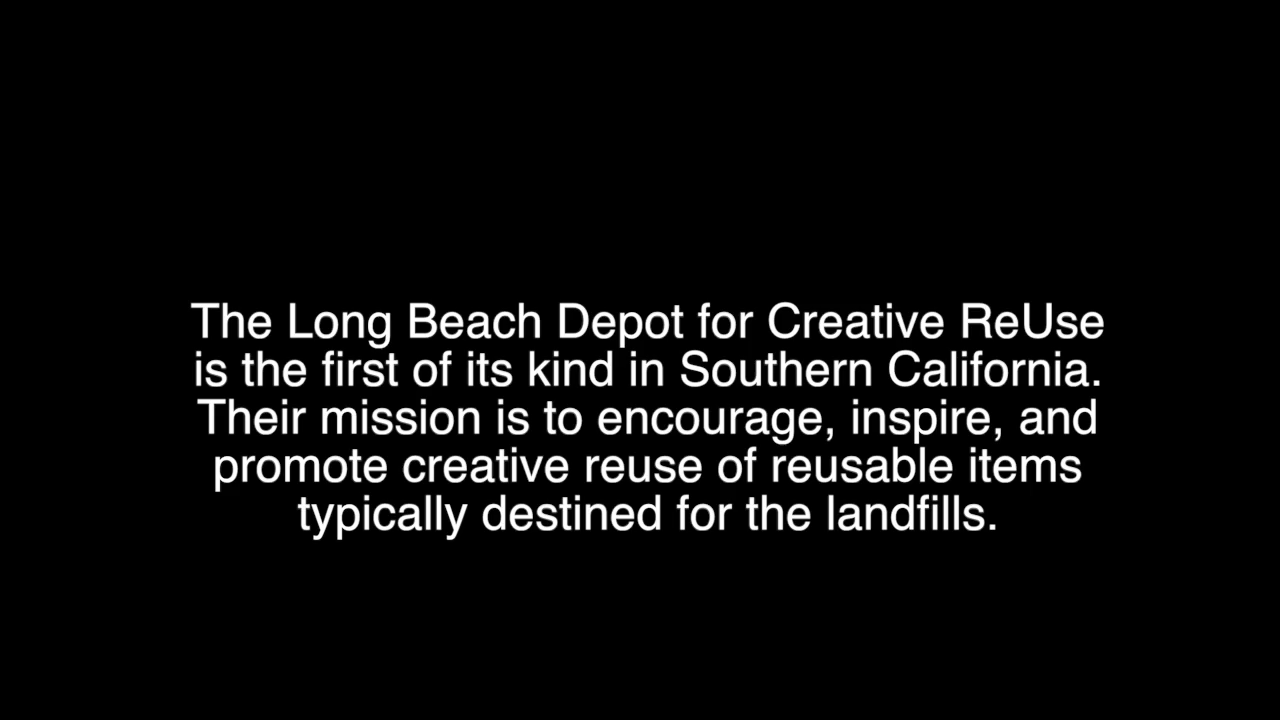 The Long Beach Depot for Creative ReUse
is the first of its kind in Southern California.
Their mission is to encourage, inspire, and
promote creative reuse of reusable items
typically destined for the landfills.